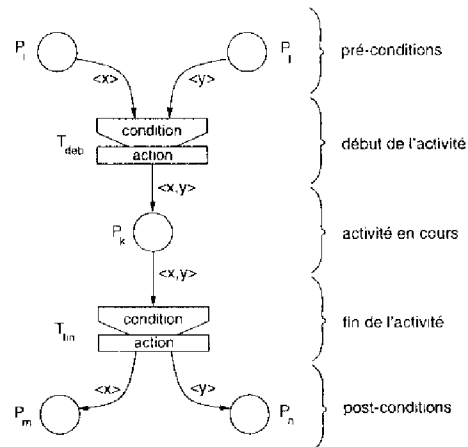 P_i
P_j
pré-conditions
<x>
<y>
condition
T_deb
action
début de l'activité
<x,y>
P_k
activité en cours
<x,y>
condition
T_fin
action
fin de l'activité
<x>
<y>
P_m
P_n
post-conditions